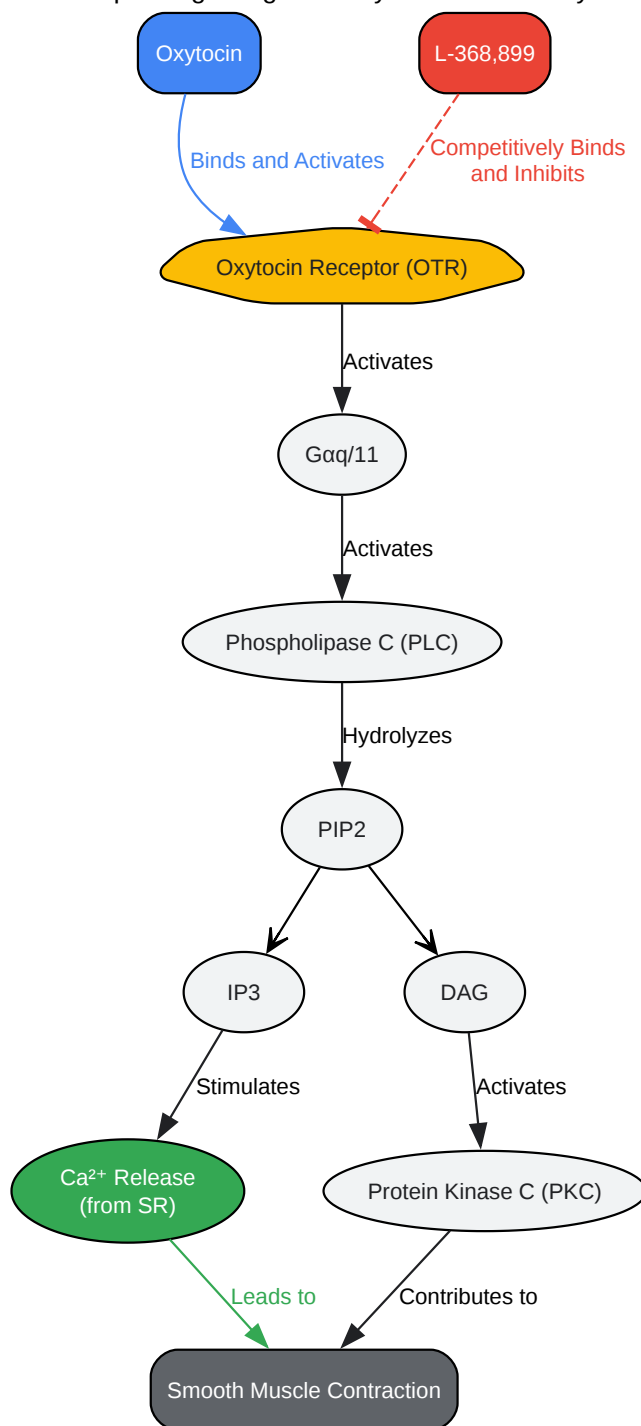 Oxytocin
L-368,899
Binds and Activates
Competitively Binds
and Inhibits
Oxytocin Receptor (OTR)
Activates
Gαq/11
Activates
Phospholipase C (PLC)
Hydrolyzes
PIP2
IP3
DAG
Stimulates
Activates
Ca²⁺ Release
(from SR)
Protein Kinase C (PKC)
Leads to
Contributes to
Smooth Muscle Contraction